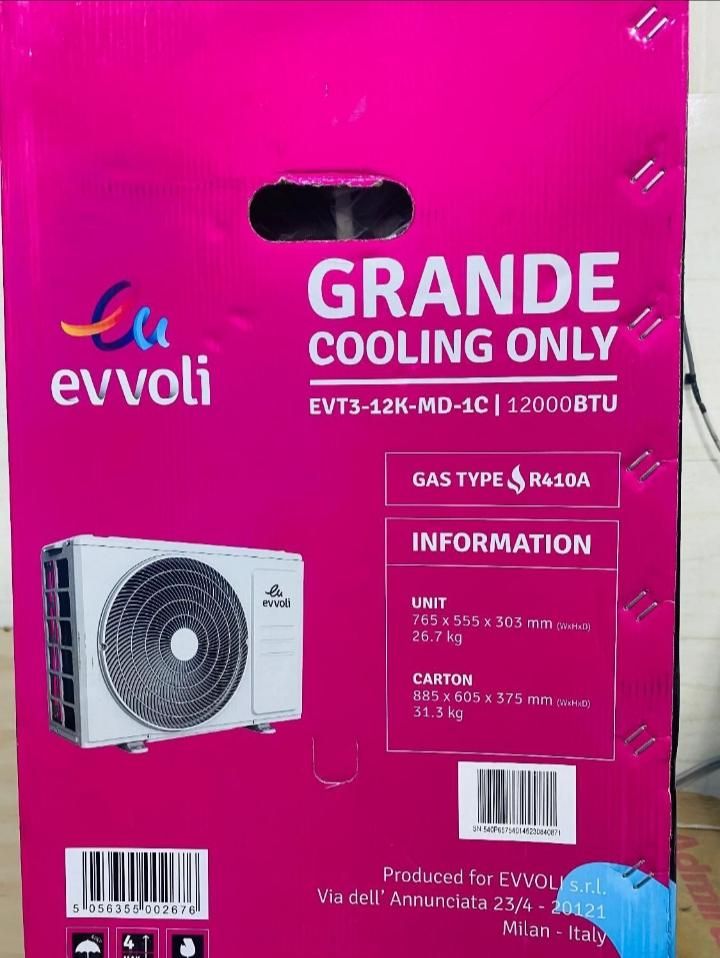 GRANDE
COOLING ONLY
evvoli
EVT3-12K-MD-1C | 12000BTU
GAS TYPE R410A
INFORMATION
UNIT
765 x 555 x 303 mm (WxHxD)
26.7 kg
evvoli
CARTON
885 x 605 x 375 mm (WxHxD)
31.3 kg
5 056355 002676
Produced for EVVOLI s.r.l.
Via dell' Annunciata 23/4 - 20121
Milan - Italy
4
MAX